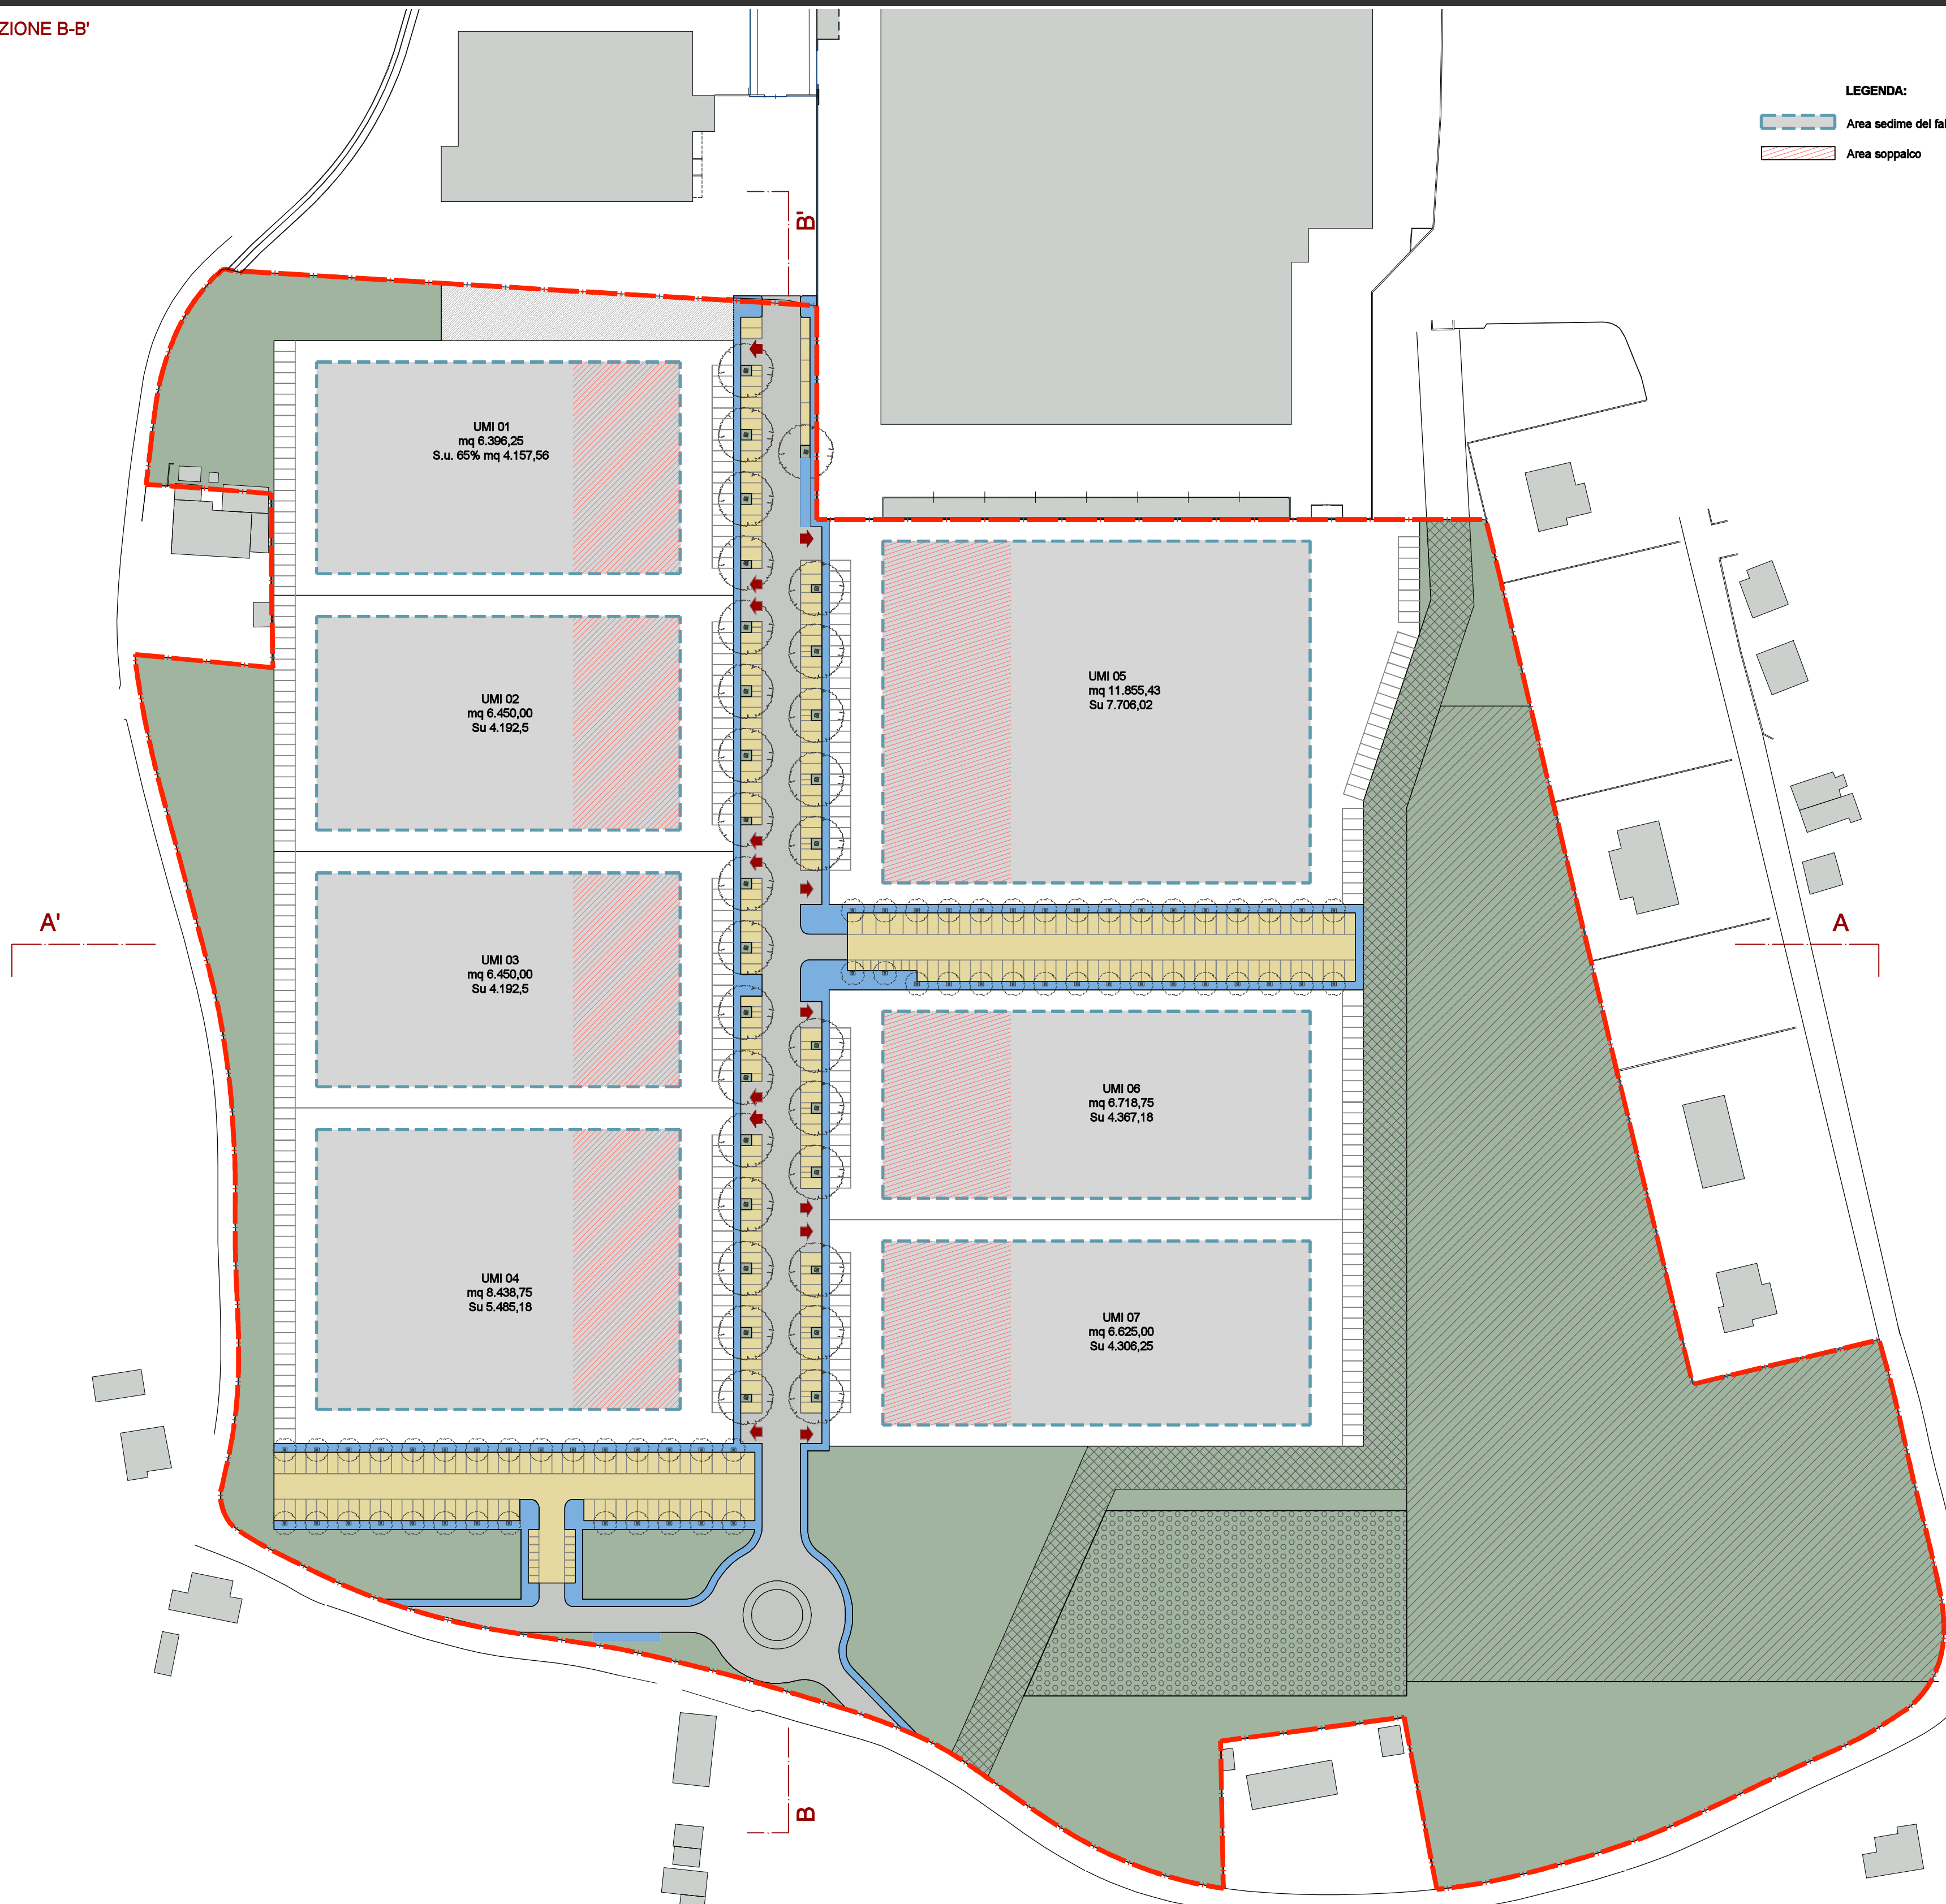 ZIONE B-B'
LEGENDA:
Area sedime del fa
Area soppalco
B'
UMI 01
mq 6.396,25
S.u. 65% mq 4.157,56
UMI 02
mq 6.450,00
Su 4.192,5
UMI 05
mq 11.855,43
Su 7.706,02
A'
A
UMI 03
mq 6.450,00
Su 4.192,5
UMI 06
mq 6.718,75
Su 4.367,18
UMI 04
mq 8.438,75
Su 5.485,18
UMI 07
mq 6.625,00
Su 4.306,25
B